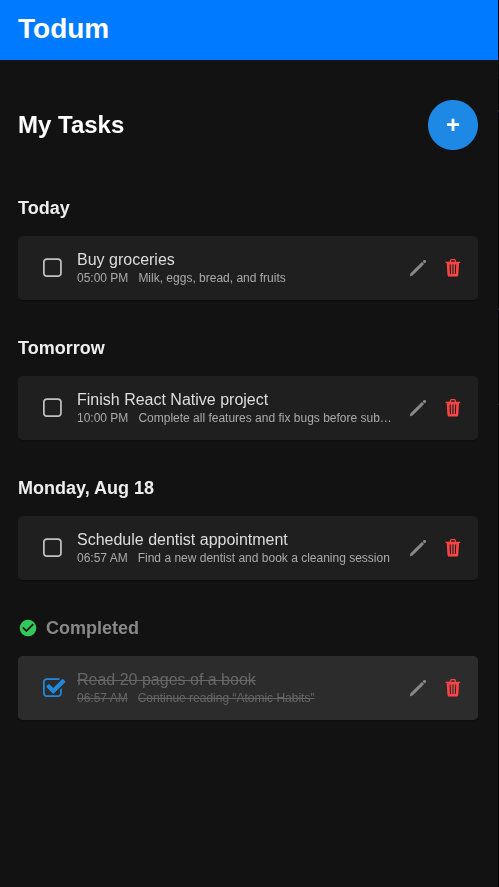 Todum
My Tasks
+
Today
Buy groceries
05:00 PM Milk, eggs, bread, and fruits
Tomorrow
Finish React Native project
10:00 PM Complete all features and fix bugs before sub…
Monday, Aug 18
Schedule dentist appointment
06:57 AM Find a new dentist and book a cleaning session
Completed
Read 20 pages of a book
06:57 AM Continue reading “Atomic Habits”